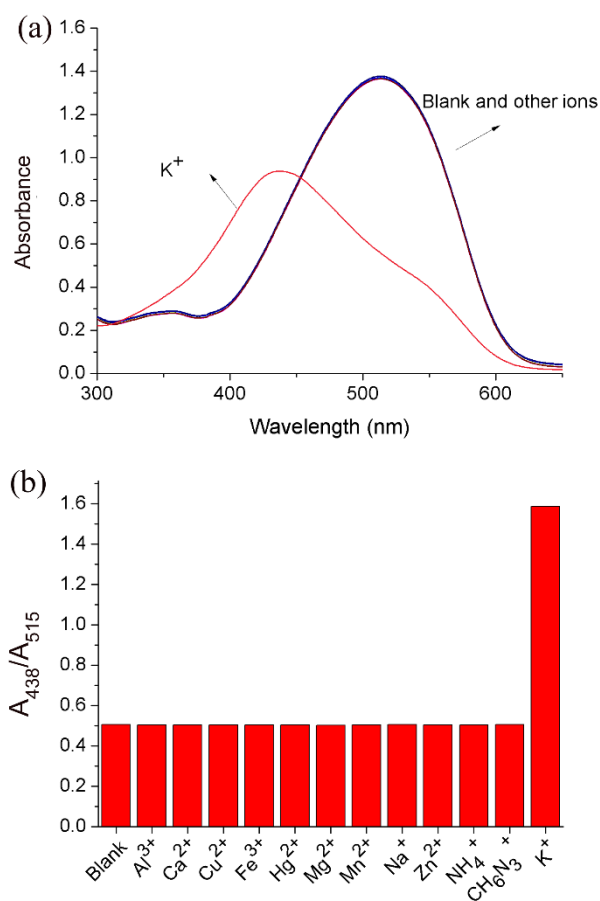 (a)
1.6
1.4
1.2
1.0
0.8
0.6
0.4
0.2
0.0
Absorbance
K⁺
Blank and other ions
300 400 500 600
Wavelength (nm)
(b)
1.6
1.4
1.2
1.0
0.8
0.6
0.4
0.2
0.0
A₄₃₈/A₅₁₅
Blank
Al³⁺
Ca²⁺
Cu²⁺
Fe³⁺
Hg²⁺
Mg²⁺
Mn²⁺
Na⁺
Zn²⁺
NH₄⁺
CH₆N₃⁺
K⁺